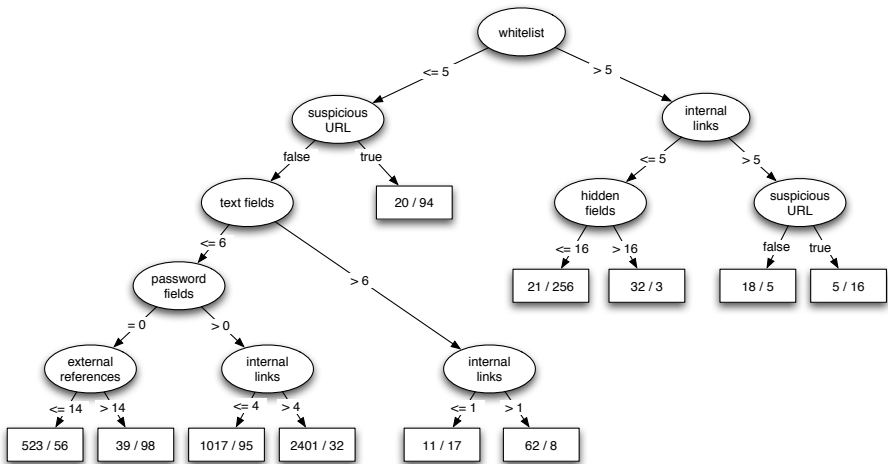 whitelist
<= 5
> 5
suspicious
URL
internal
links
false
true
<= 5
> 5
text fields
20 / 94
hidden
fields
suspicious
URL
<= 6
> 6
<= 16
> 16
false
true
password
fields
21 / 256
32 / 3
18 / 5
5 / 16
= 0
> 0
external
references
internal
links
internal
links
<= 14
> 14
<= 4
> 4
<= 1
> 1
523 / 56
39 / 98
1017 / 95
2401 / 32
11 / 17
62 / 8